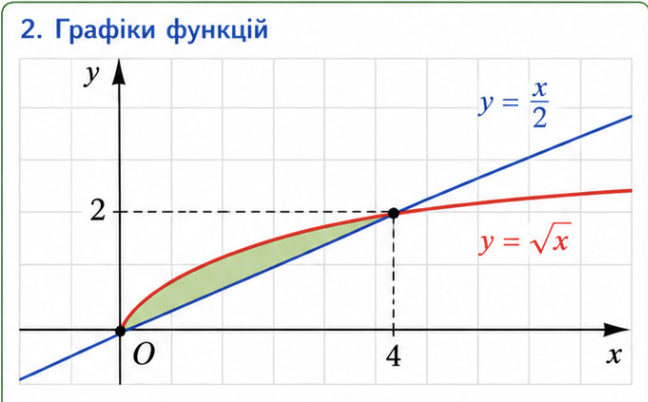 2. Графіки функцій
y
y = x/2
2
y = √x
O
4
x